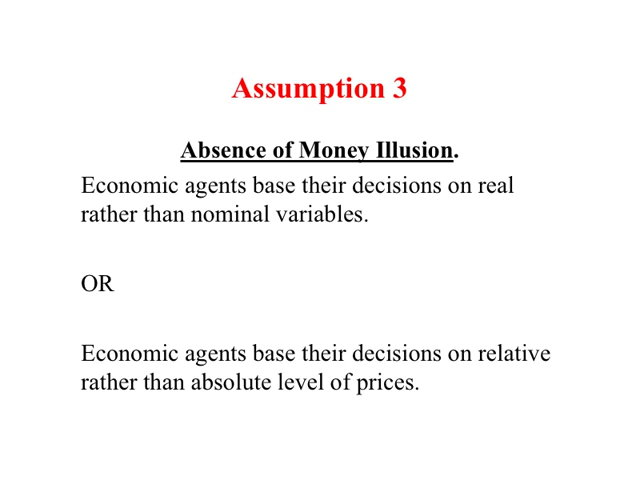 Assumption 3
Absence of Money Illusion.
Economic agents base their decisions on real
rather than nominal variables.
OR
Economic agents base their decisions on relative
rather than absolute level of prices.